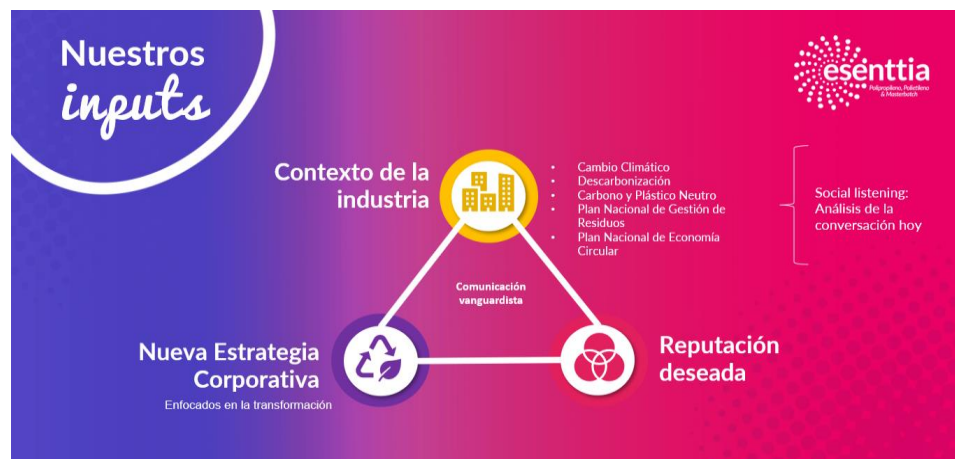 Nuestros
inputs
esenttia
Polipropileno, Polietileno
& Masterbatch
Contexto de la
industria
• Cambio Climático
• Descarbonización
• Carbono y Plástico Neutro
• Plan Nacional de Gestión de
Residuos
• Plan Nacional de Economía
Circular
Social listening:
Análisis de la
conversación hoy
Comunicación
vanguardista
Nueva Estrategia
Corporativa
Enfocados en la transformación
Reputación
deseada